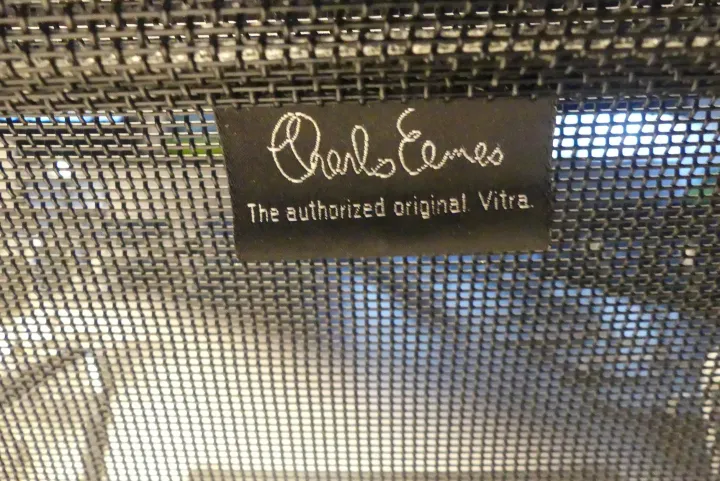 Charles Eames
The authorized original. Vitra.